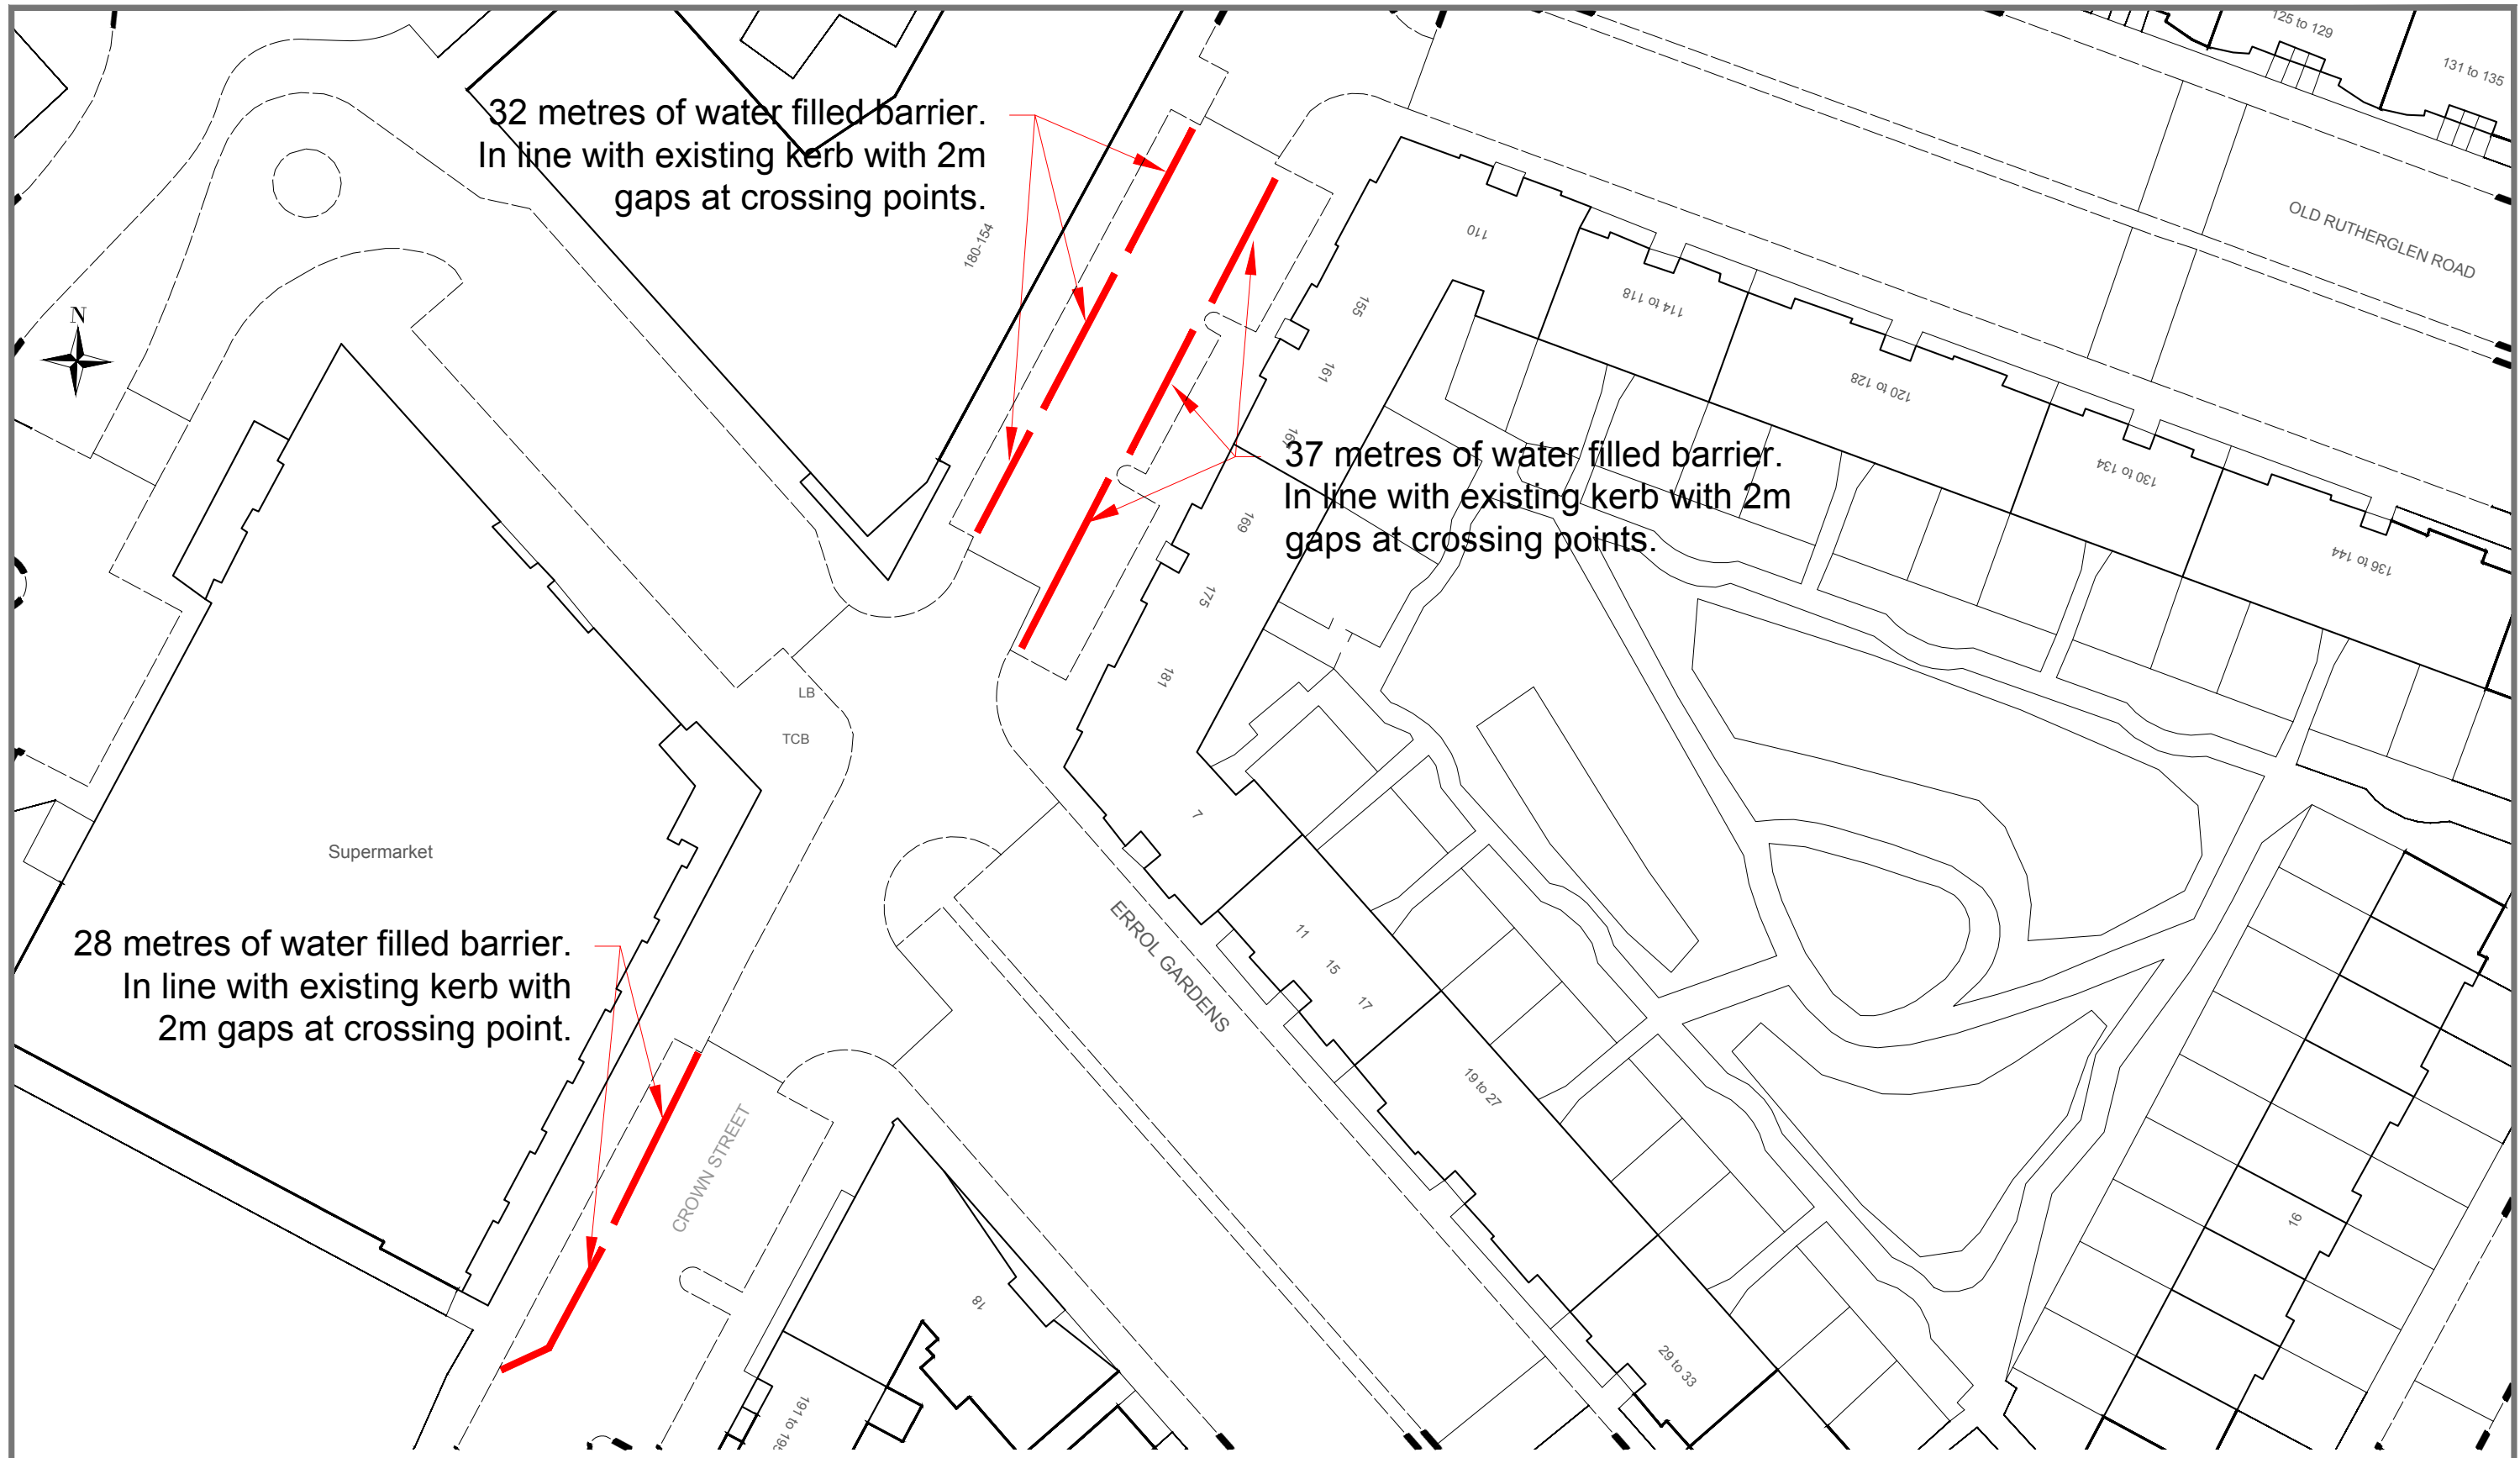 125 to 129
131 to 135
32 metres of water filled barrier.
In line with existing kerb with 2m
gaps at crossing points.
180-154
110
OLD RUTHERGLEN ROAD
N
155
114 to 118
161
120 to 128
37 metres of water filled barrier.
In line with existing kerb with 2m
gaps at crossing points.
130 to 134
169
136 to 144
175
181
LB
TCB
7
Supermarket
ERROL GARDENS
11
15
17
28 metres of water filled barrier.
In line with existing kerb with
2m gaps at crossing point.
19 to 27
CROWN STREET
16
18
29 to 33